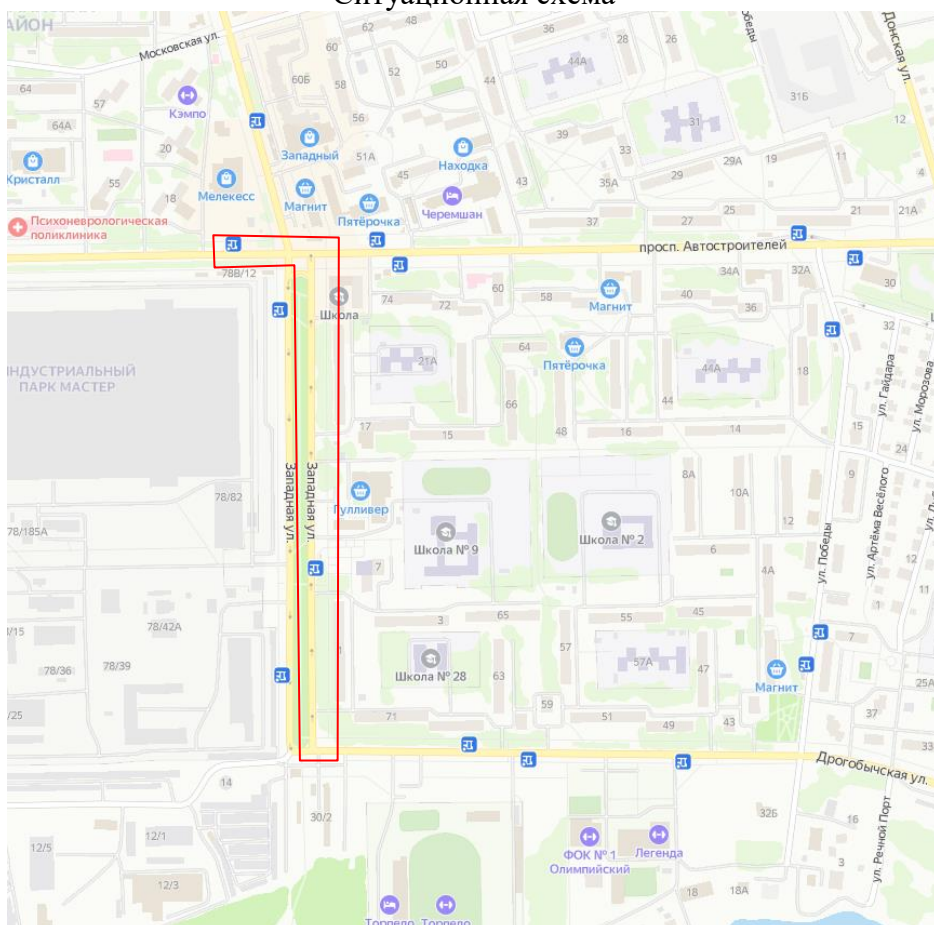 Ситуационная схема
62
48
36
28
26
Победы
Донская ул.
АЙОН
Московская ул.
60
60Б
58
52
50
44
44А
31Б
64
57
Кэмпо
56
31
12
64А
20
Западный
51А
39
33
Находка
29А
19
11
Кристалл
55
18
Мелекесс
Магнит
45
43
35А
29
4
Пятёрочка
Черемшан
Психоневрологическая
поликлиника
37
27
25
21
21А
просп. Автостроителей
78В/12
34А
32А
30
Школа
74
72
60
58
Магнит
40
36
32
ИНДУСТРИАЛЬНЫЙ
ПАРК МАСТЕР
21А
64
Пятёрочка
44А
18
ул. Гайдара
ул. Морозова
66
44
17
15
48
16
14
15
24
Западная ул.
Западная ул.
78/82
Гулливер
8А
10А
9
78/185А
Школа № 9
Школа № 2
12
ул. Победы
ул. Артёма Весёлого
6
7
4А
12
11
1
3
65
55
45
78/42А
7
78/36
78/39
Школа № 28
63
57
57А
47
Магнит
25А
59
71
51
49
43
37
33
Дрогобычская ул.
14
30/2
32Б
16
ул. Речной Порт
12/5
12/1
ФОК № 1
Олимпийский
Легенда
3
12/3
18
18А
Торпедо
Торпедо